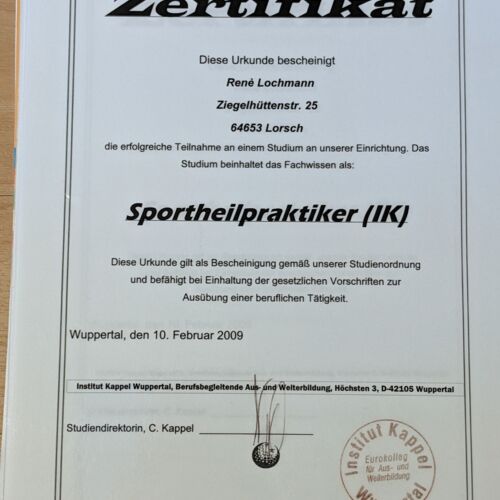 Zertifikat
Diese Urkunde bescheinigt
Renè Lochmann
Ziegelhüttenstr. 25
64653 Lorsch
die erfolgreiche Teilnahme an einem Studium an unserer Einrichtung. Das
Studium beinhaltet das Fachwissen als:
Sportheilpraktiker (IK)
Diese Urkunde gilt als Bescheinigung gemäß unserer Studienordnung
und befähigt bei Einhaltung der gesetzlichen Vorschriften zur
Ausübung einer beruflichen Tätigkeit.
Wuppertal, den 10. Februar 2009
Institut Kappel Wuppertal, Berufsbegleitende Aus- und Weiterbildung, Höchsten 3, D-42105 Wuppertal
Studiendirektorin, C. Kappel
Institut Kappel
Eurokolleg
für Aus- und
Weiterbildung
Wuppertal